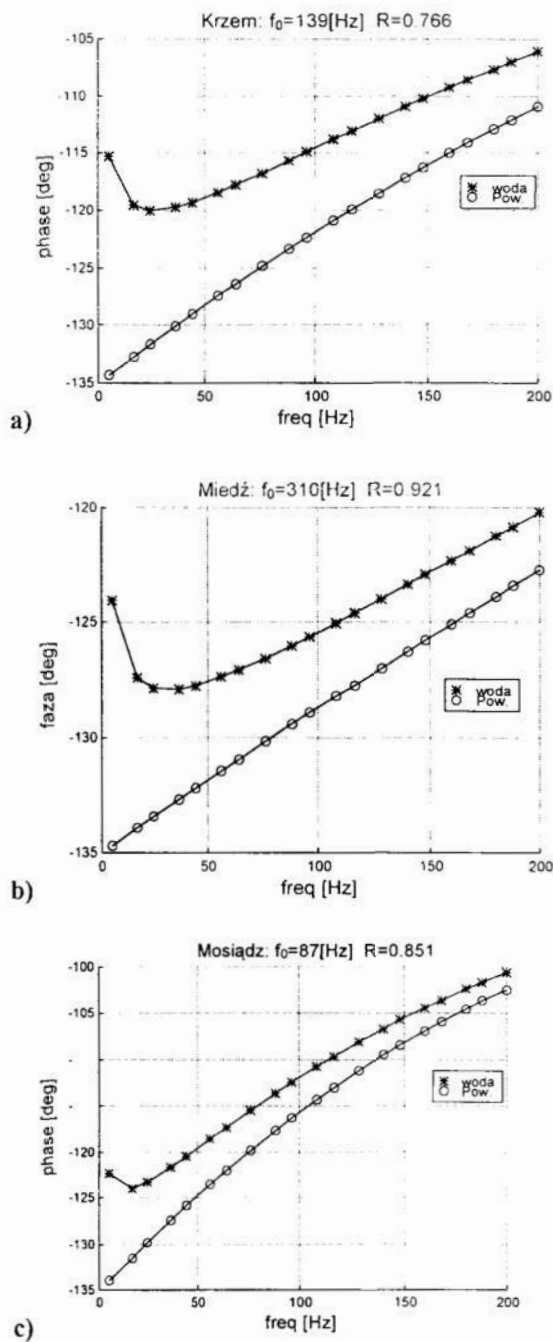 Krzem: f₀=139[Hz] R=0.766
-105
-110
-115
-120
-125
-130
-135
phase [deg]
woda
Pow.
0
50
100
150
200
freq [Hz]
a)
Miedź: f₀=310[Hz] R=0.921
-120
-125
-130
-135
faza [deg]
woda
Pow.
0
50
100
150
200
freq [Hz]
b)
Mosiądz: f₀=87[Hz] R=0.851
-100
-105
-
-
-120
-125
-130
-135
phase [deg]
woda
Pow.
0
50
100
150
200
freq [Hz]
c)